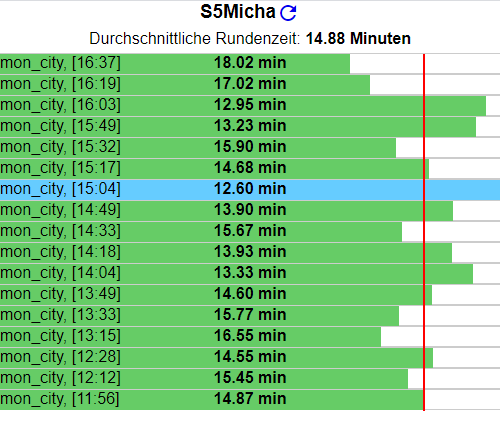 S5Micha
Durchschnittliche Rundenzeit: 14.88 Minuten
mon_city, [16:37] 18.02 min
mon_city, [16:19] 17.02 min
mon_city, [16:03] 12.95 min
mon_city, [15:49] 13.23 min
mon_city, [15:32] 15.90 min
mon_city, [15:17] 14.68 min
mon_city, [15:04] 12.60 min
mon_city, [14:49] 13.90 min
mon_city, [14:33] 15.67 min
mon_city, [14:18] 13.93 min
mon_city, [14:04] 13.33 min
mon_city, [13:49] 14.60 min
mon_city, [13:33] 15.77 min
mon_city, [13:15] 16.55 min
mon_city, [12:28] 14.55 min
mon_city, [12:12] 15.45 min
mon_city, [11:56] 14.87 min